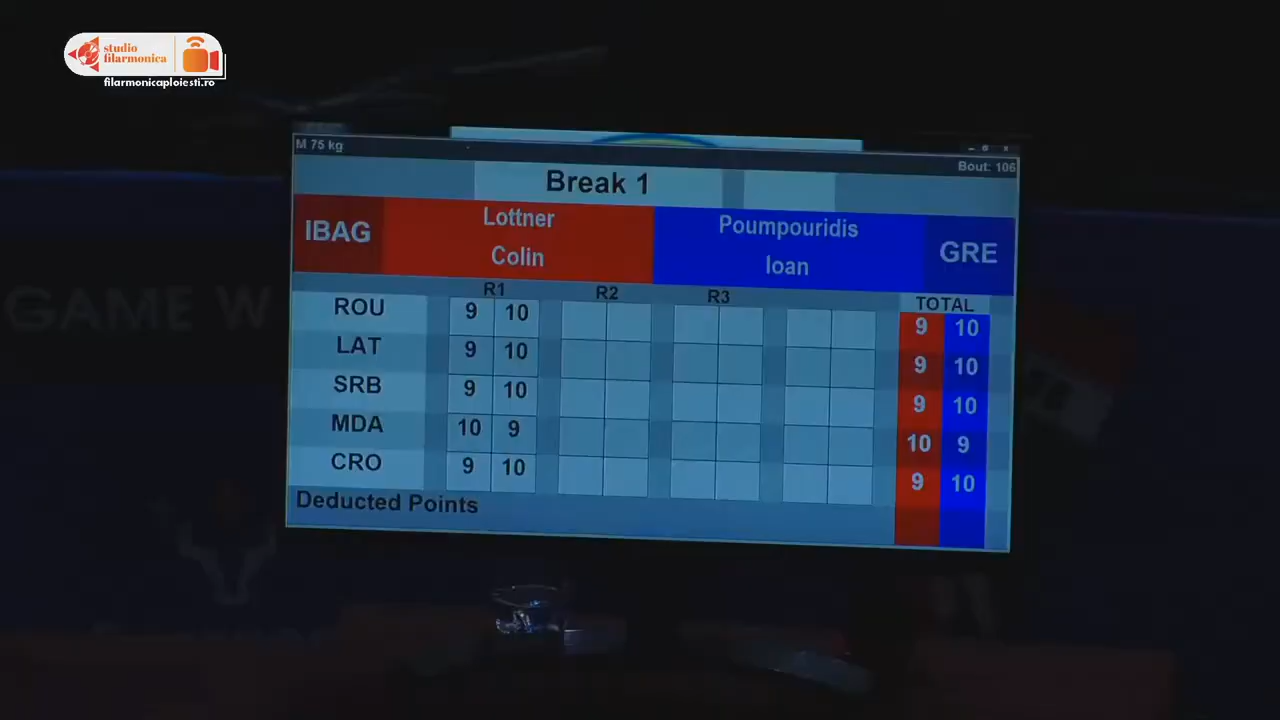 studio
filarmonica
filarmonicaploiesti.ro
M 75 kg
Bout: 106
Break 1
IBAG Lottner Colin Poumpouridis Ioan GRE
R1 R2 R3 TOTAL
ROU 9 10 9 10
LAT 9 10 9 10
SRB 9 10 9 10
MDA 10 9 10 9
CRO 9 10 9 10
Deducted Points
GAME W